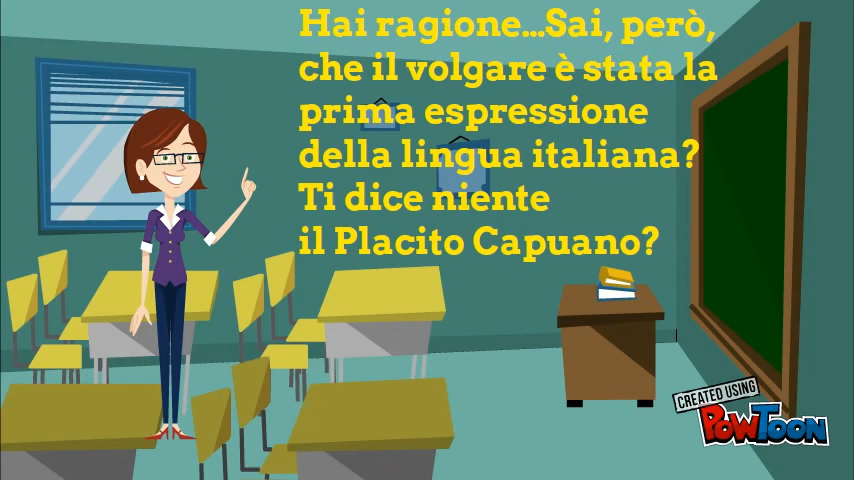 Hai ragione...Sai, però,
che il volgare è stata la
prima espressione
della lingua italiana?
Ti dice niente
il Placito Capuano?
CREATED USING
POWTOON